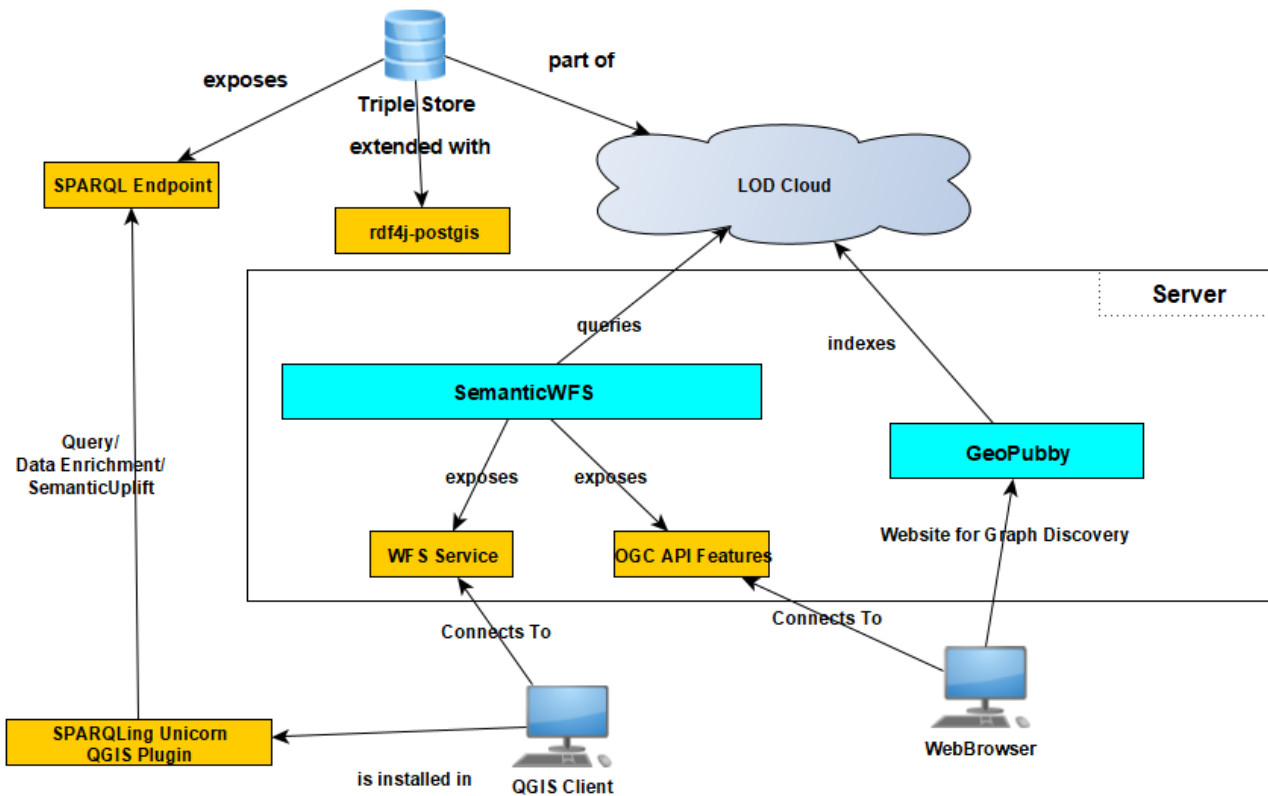 exposes
part of
Triple Store
extended with
SPARQL Endpoint
LOD Cloud
rdf4j-postgis
Server
queries
indexes
SemanticWFS
GeoPubby
Query/
Data Enrichment/
SemanticUplift
exposes
exposes
Website for Graph Discovery
WFS Service
OGC API Features
Connects To
Connects To
SPARQLing Unicorn
QGIS Plugin
WebBrowser
is installed in
QGIS Client